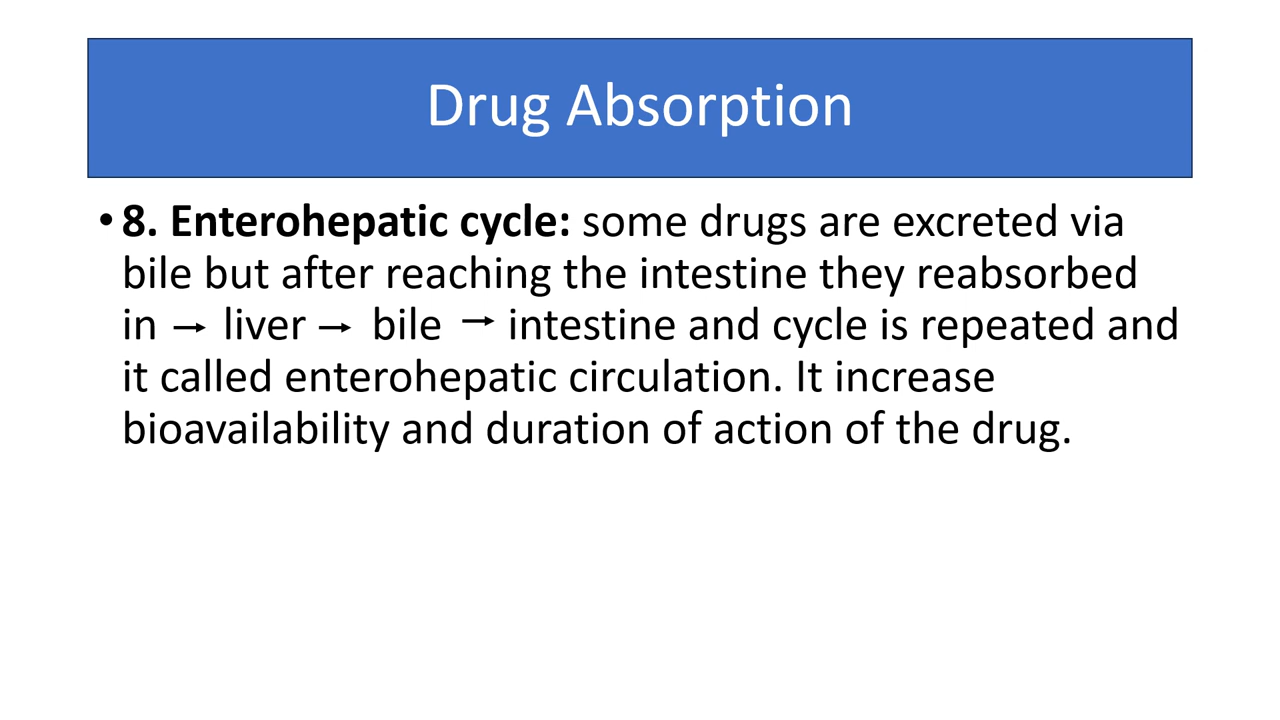 Drug Absorption
• 8. Enterohepatic cycle: some drugs are excreted via
bile but after reaching the intestine they reabsorbed
in → liver → bile → intestine and cycle is repeated and
it called enterohepatic circulation. It increase
bioavailability and duration of action of the drug.